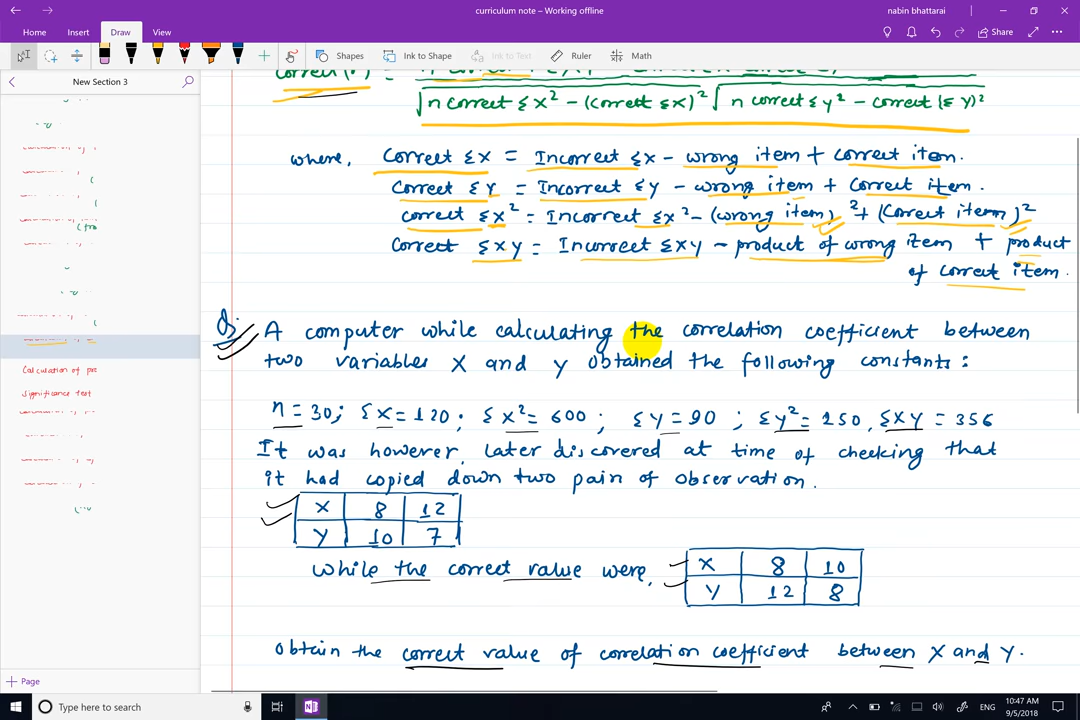 curriculum note – Working offline
nabin bhattarai
Home Insert Draw View
Share
Shapes Ink to Shape Ink to Text Ruler Math
New Section 3
√n correct Σx² – (correct Σx)² √n correct Σy² – correct (ΣY)²
where, Correct Σx = Incorrect Σx – wrong item + correct item.
Correct ΣY = Incorrect ΣY – wrong item + Correct item.
correct Σx² = Incorrect Σx² – (wrong item)² + (Correct item)²
Correct Σxy = Incorrect Σxy – product of wrong item + product
of correct item.
Q. A computer while calculating the correlation coefficient between
two variables X and Y obtained the following constants:
n = 30; Σx = 120; Σx² = 600; ΣY = 90; Σy² = 250, Σxy = 356
It was however, later discovered at time of checking that
it had copied down two pain of observation.
X 8 12
Y 10 7
While the correct value were,
X 8 10
Y 12 8
Obtain the correct value of correlation coefficient between X and Y.
Calculation of pro
Significance test
Page
Type here to search
ENG
10:47 AM
9/5/2018